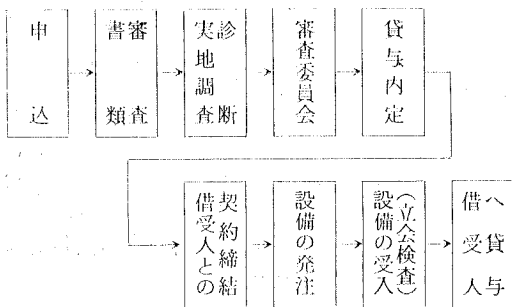 申込
書類
審査
実地調査
診断
審査委員会
貸与内定
借受人との
契約締結
設備の発注
設備の受入
(立会検査)
借受人
へ貸与